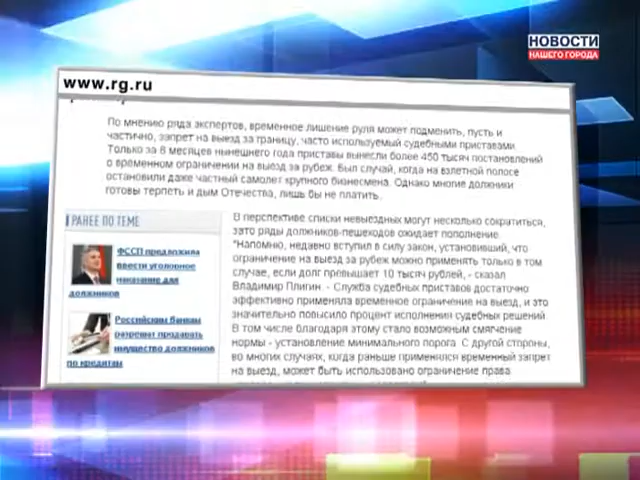 НОВОСТИ
НАШЕГО ГОРОДА
www.rg.ru
По мнению ряда экспертов, временное лишение руля может подменить, пусть и
частично, запрет на выезд за границу, часто используемый судебными приставами.
Только за 6 месяцев нынешнего года приставы вынесли более 450 тысяч постановлений
о временном ограничении на выезд за рубеж. Был случай, когда на взлетной полосе
остановили даже частный самолет крупного бизнесмена. Однако многие должники
готовы терпеть и дым Отечества, лишь бы не платить.
РАНЕЕ ПО ТЕМЕ
ФССП предложила
ввести уголовное
наказание для
должников
Российским банкам
разрешат продавать
имущество должников
по кредитам
В перспективе списки невыездных могут несколько сократиться,
зато ряды должников-пешеходов ожидает пополнение.
"Напомню, недавно вступил в силу закон, установивший, что
ограничение на выезд за рубеж можно применять только в том
случае, если долг превышает 10 тысяч рублей, - сказал
Владимир Плигин. - Служба судебных приставов достаточно
эффективно применяла временное ограничение на выезд, и это
значительно повысило процент исполнения судебных решений.
В том числе благодаря этому стало возможным смягчение
нормы - установление минимального порога. С другой стороны,
во многих случаях, когда раньше применялся временный запрет
на выезд, может быть использовано ограничение права